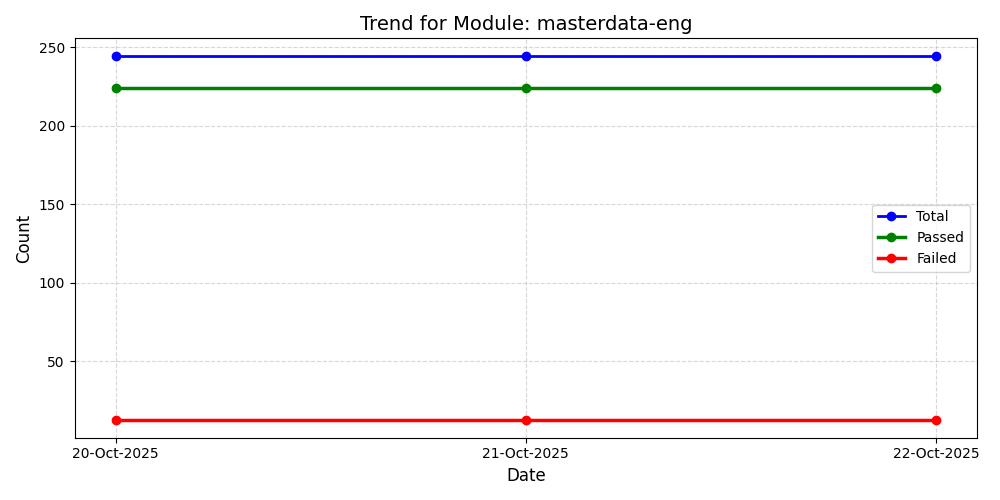 Trend for Module: masterdata-eng
Count
250
200
150
100
50
Total
Passed
Failed
20-Oct-2025
21-Oct-2025
22-Oct-2025
Date